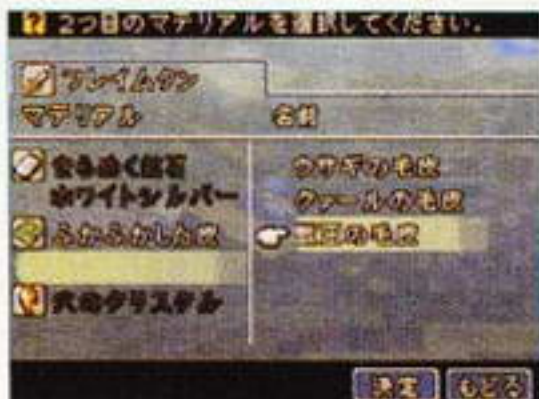 2つ目のマテリアルを選択してください。
フレイムタン
マテリアル
名前
きらめく鉱石
ホワイトシルバー
ふかふかした皮
火のクリスタル
ウサギの毛皮
クァールの毛皮
の毛皮
決定
もどる